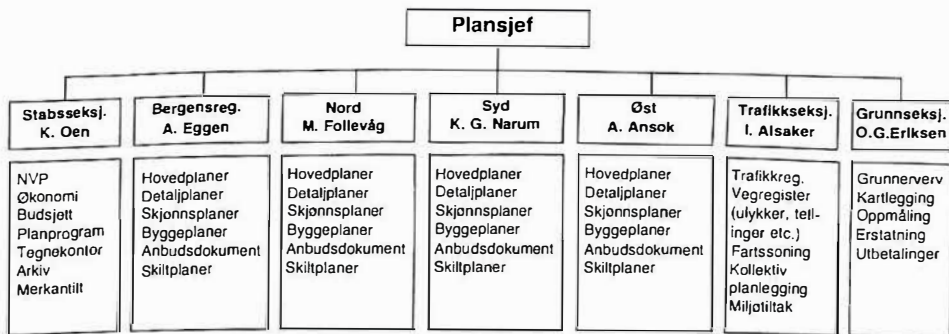 Plansjef
Stabsseksj.
K. Oen
NVP
Økonomi
Budsjett
Planprogram
Tegnekontor
Arkiv
Merkantilt
Bergensreg.
A. Eggen
Hovedplaner
Detaljplaner
Skjønnsplaner
Byggeplaner
Anbudsdokument
Skiltplaner
Nord
M. Follevåg
Hovedplaner
Detaljplaner
Skjønnsplaner
Byggeplaner
Anbudsdokument
Skiltplaner
Syd
K. G. Narum
Hovedplaner
Detaljplaner
Skjønnsplaner
Byggeplaner
Anbudsdokument
Skiltplaner
Øst
A. Ansok
Hovedplaner
Detaljplaner
Skjønnsplaner
Byggeplaner
Anbudsdokument
Skiltplaner
Trafikkseksj.
I. Alsaker
Trafikkreg.
Vegregister
(ulykker, tell-
inger etc.)
Fartssoning
Kollektiv
planlegging
Miljøtiltak
Grunnseksj.
O.G.Eriksen
Grunnerverv
Kartlegging
Oppmåling
Erstatning
Utbetalinger